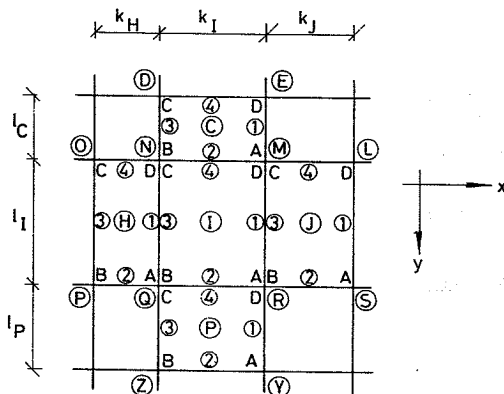 k_H k_I k_J
D E
C 4 D
l_C 3 C 1
O N B 2 A M L
C 4 D C 4 D C 4 D
x
l_I 3 H 1 3 I 1 3 J 1
y
B 2 A B 2 A B 2 A
P Q C 4 D R S
l_P 3 P 1
B 2 A
Z Y